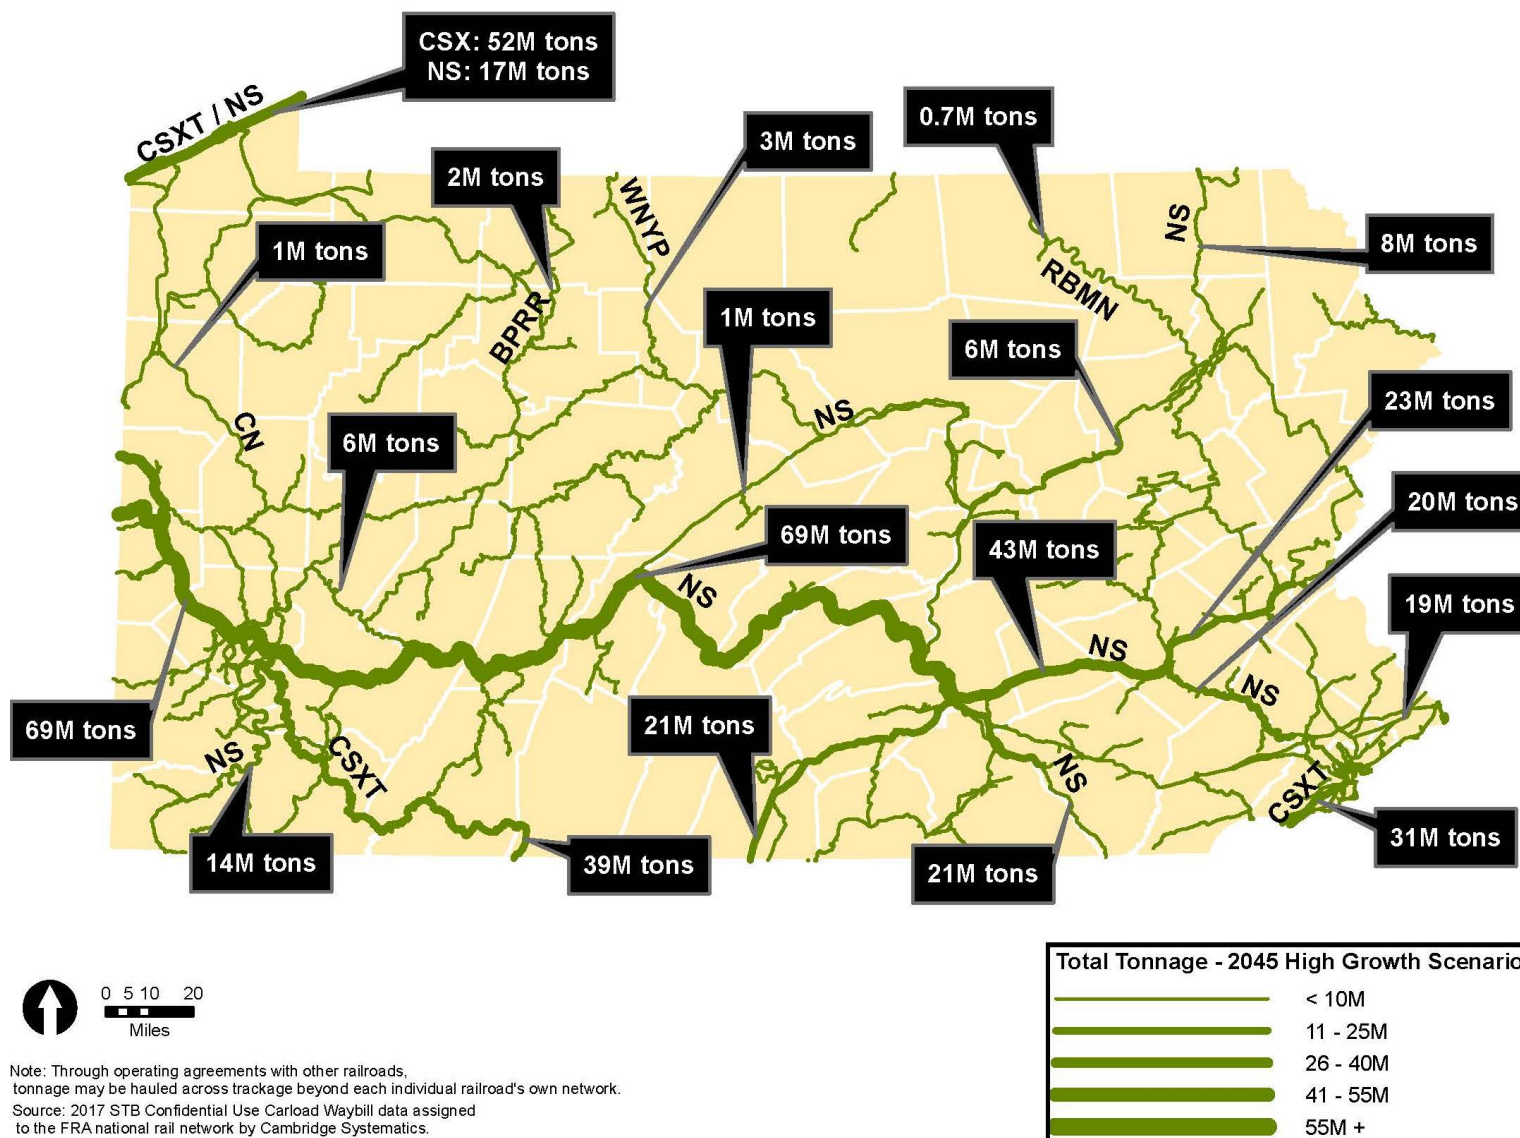 CSX: 52M tons
NS: 17M tons
CSXT / NS
0.7M tons
3M tons
2M tons
WNYP
NS
8M tons
1M tons
RBMN
BPRR
1M tons
6M tons
23M tons
NS
CN
6M tons
20M tons
69M tons
43M tons
NS
19M tons
NS
NS
69M tons
21M tons
NS
CSXT
NS
CSXT
31M tons
14M tons
39M tons
21M tons
Total Tonnage - 2045 High Growth Scenario
< 10M
11 - 25M
26 - 40M
41 - 55M
55M +
0 5 10 20
Miles
Note: Through operating agreements with other railroads,
tonnage may be hauled across trackage beyond each individual railroad's own network.
Source: 2017 STB Confidential Use Carload Waybill data assigned
to the FRA national rail network by Cambridge Systematics.